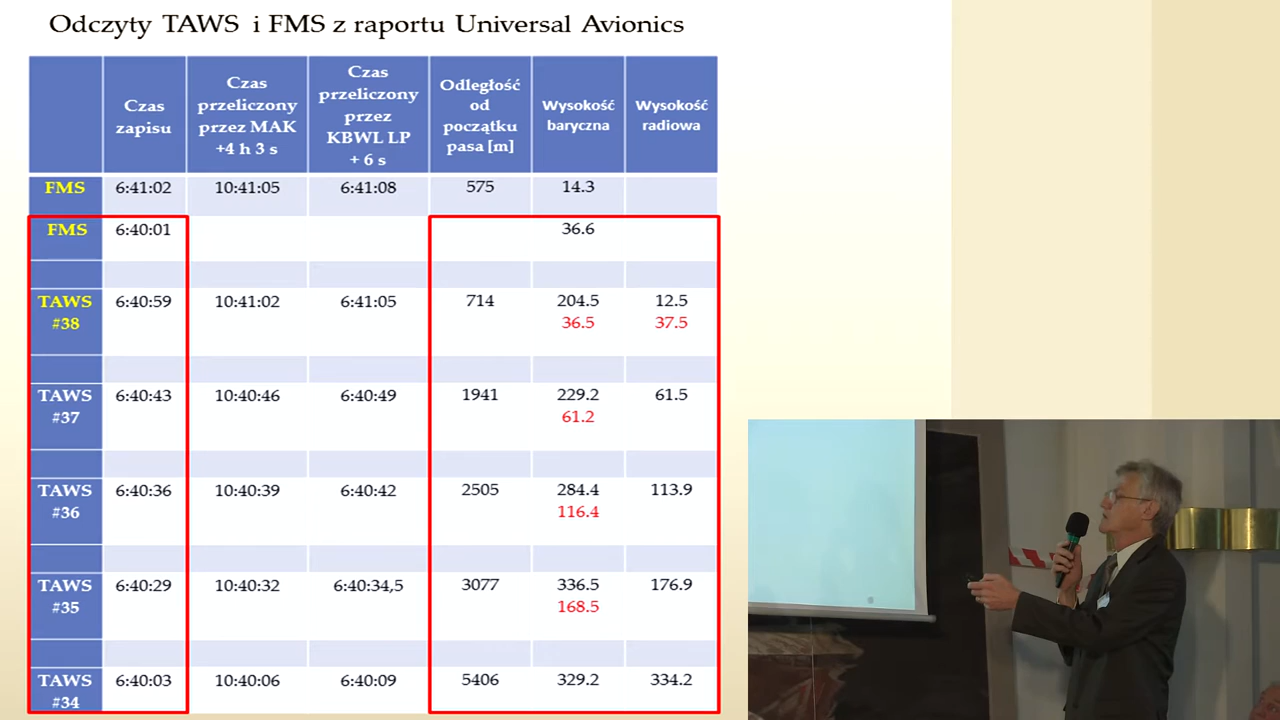 Odczyty TAWS i FMS z raportu Universal Avionics
Czas
zapisu
Czas
przeliczony
przez MAK
+4 h 3 s
Czas
przeliczony
przez
KBWL LP
+ 6 s
Odległość
od
początku
pasa [m]
Wysokość
baryczna
Wysokość
radiowa
FMS 6:41:02 10:41:05 6:41:08 575 14.3
FMS 6:40:01 36.6
TAWS 6:40:59 10:41:02 6:41:05 714 204.5 12.5
#38 36.5 37.5
TAWS 6:40:43 10:40:46 6:40:49 1941 229.2 61.5
#37 61.2
TAWS 6:40:36 10:40:39 6:40:42 2505 284.4 113.9
#36 116.4
TAWS 6:40:29 10:40:32 6:40:34,5 3077 336.5 176.9
#35 168.5
TAWS 6:40:03 10:40:06 6:40:09 5406 329.2 334.2
#34